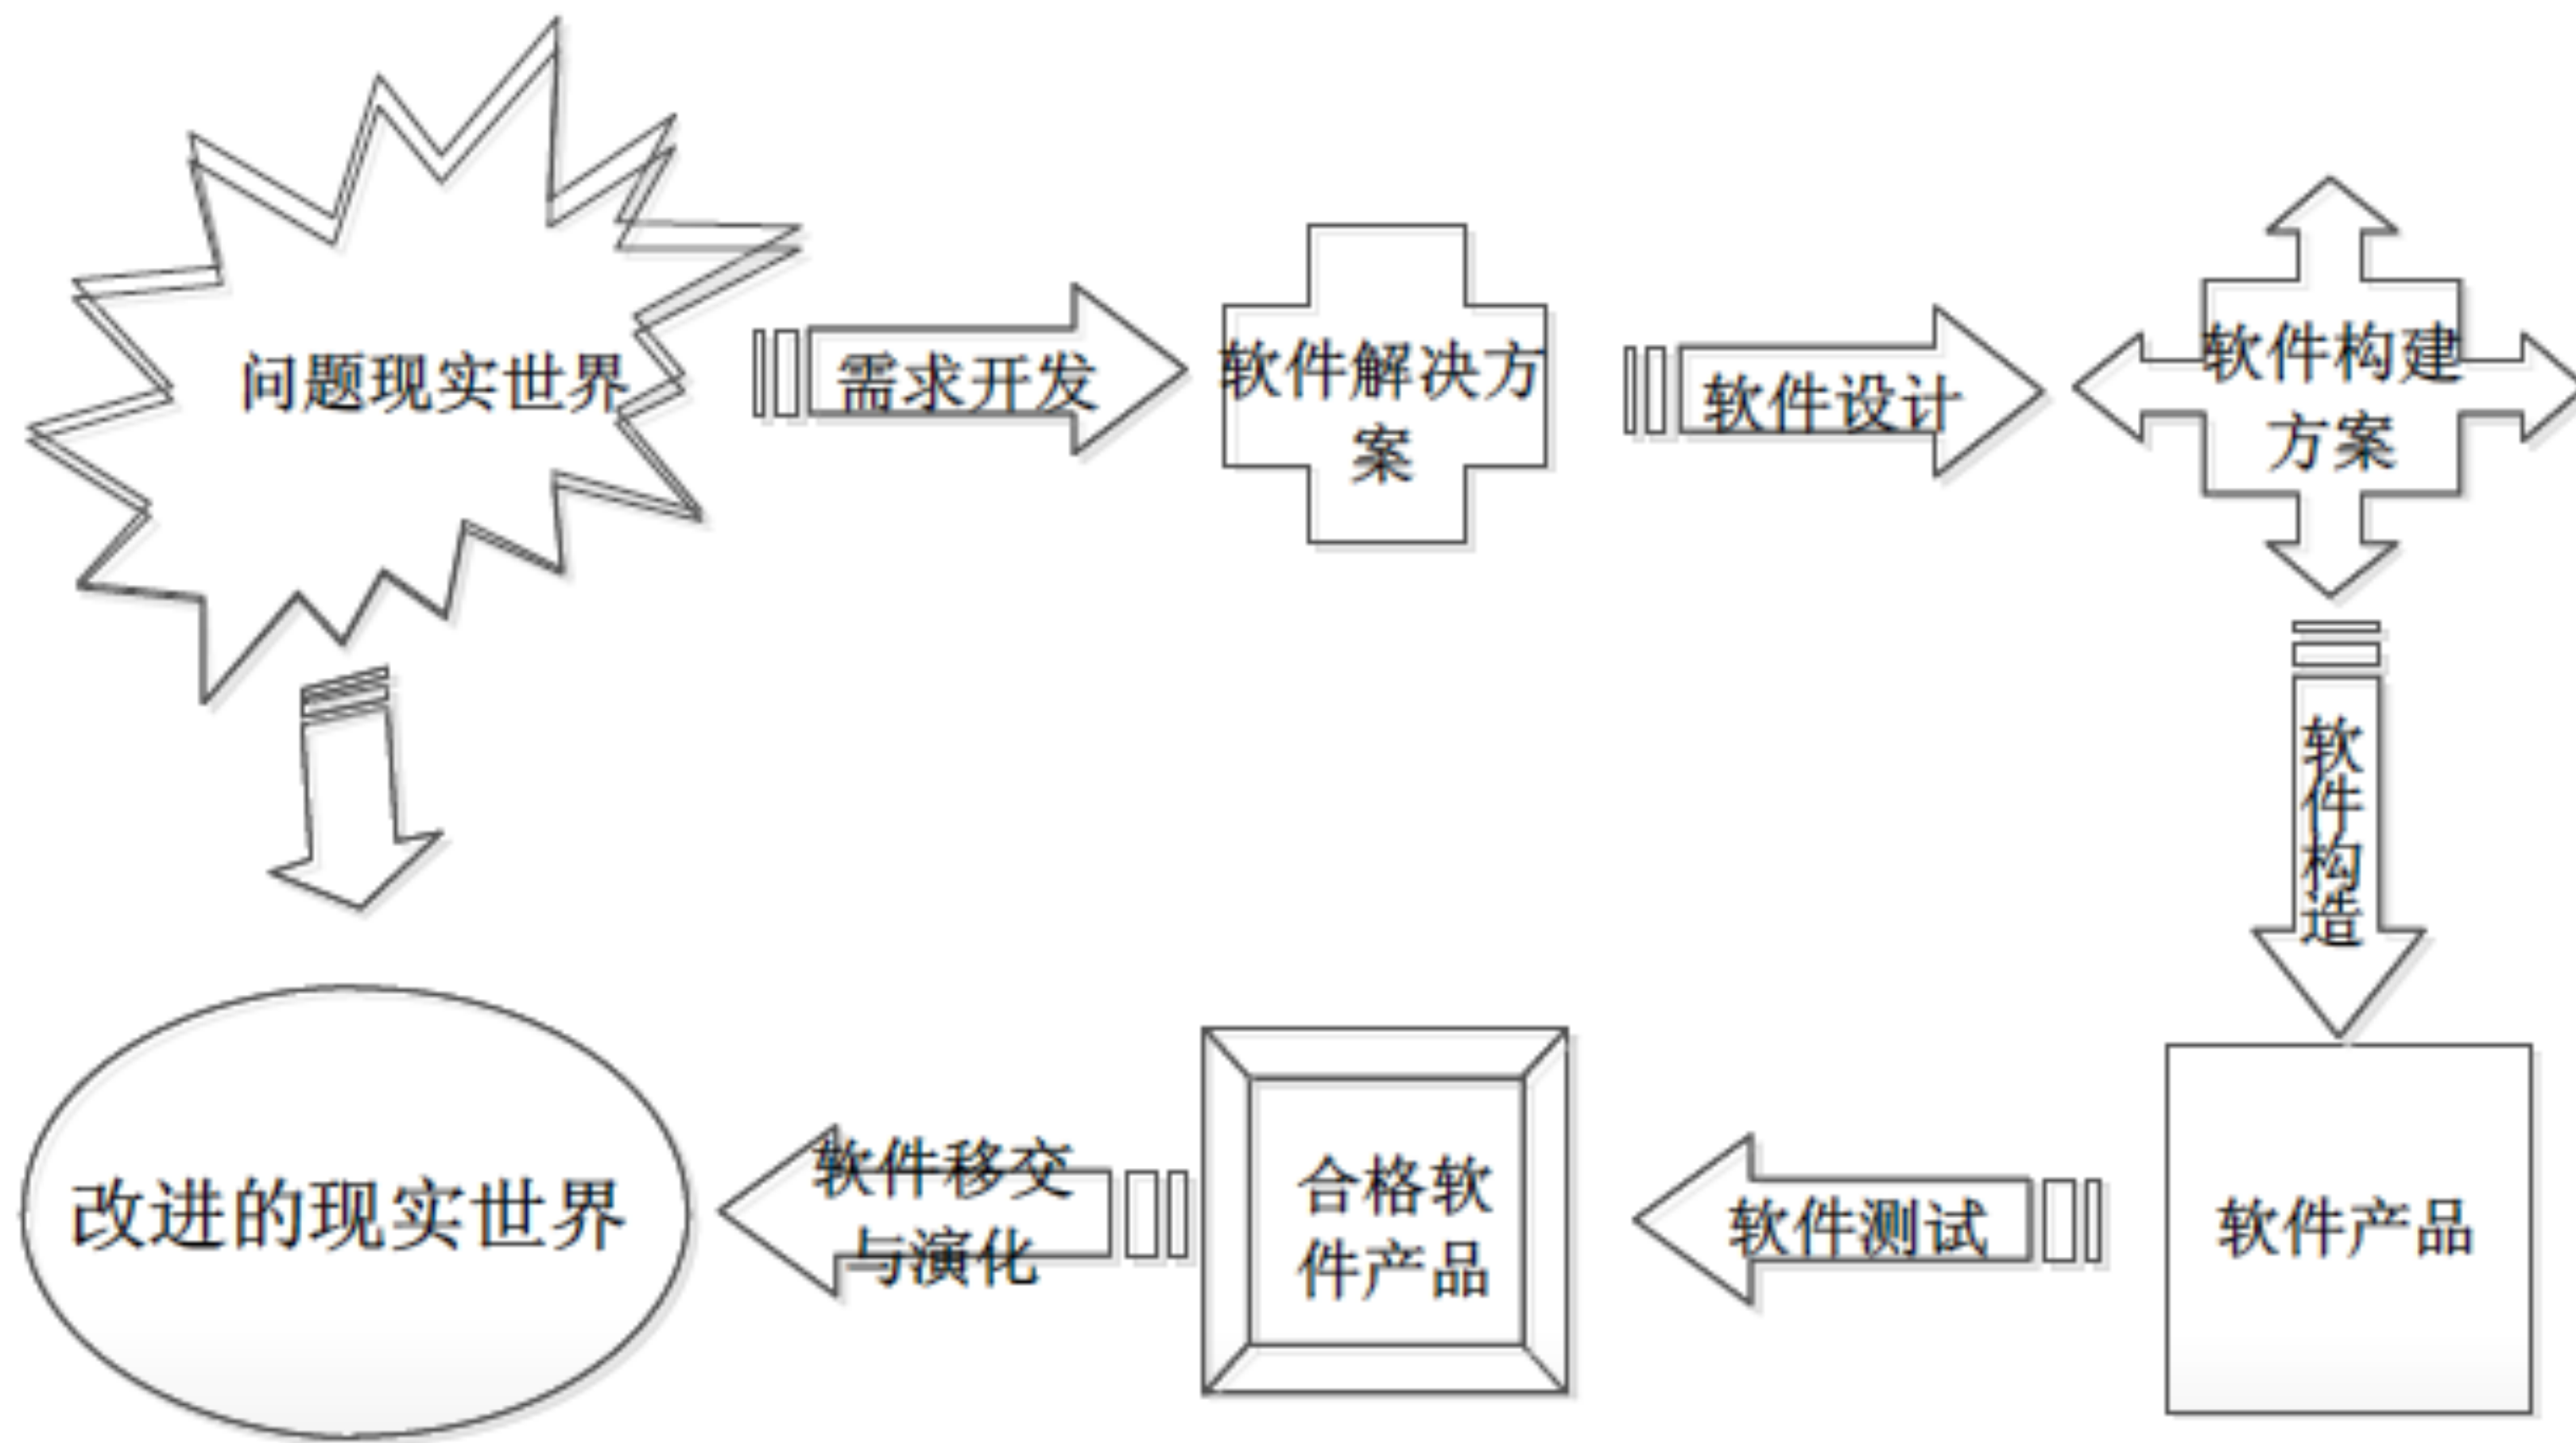 问题现实世界
需求开发
软件解决方
案
软件设计
软件构建
方案
软件构造
改进的现实世界
软件移交
与演化
合格软
件产品
软件测试
软件产品